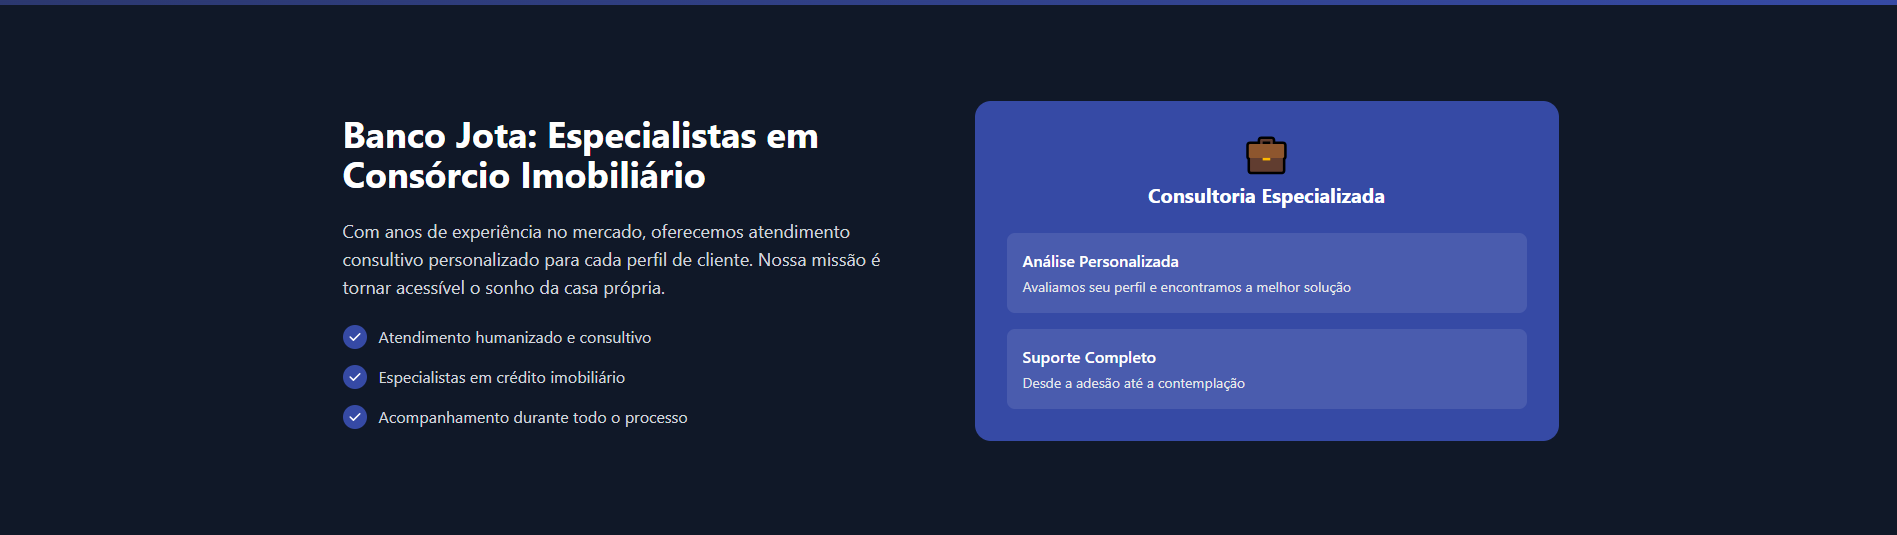 Banco Jota: Especialistas em
Consórcio Imobiliário
Com anos de experiência no mercado, oferecemos atendimento
consultivo personalizado para cada perfil de cliente. Nossa missão é
tornar acessível o sonho da casa própria.
Atendimento humanizado e consultivo
Especialistas em crédito imobiliário
Acompanhamento durante todo o processo
Consultoria Especializada
Análise Personalizada
Avaliamos seu perfil e encontramos a melhor solução
Suporte Completo
Desde a adesão até a contemplação